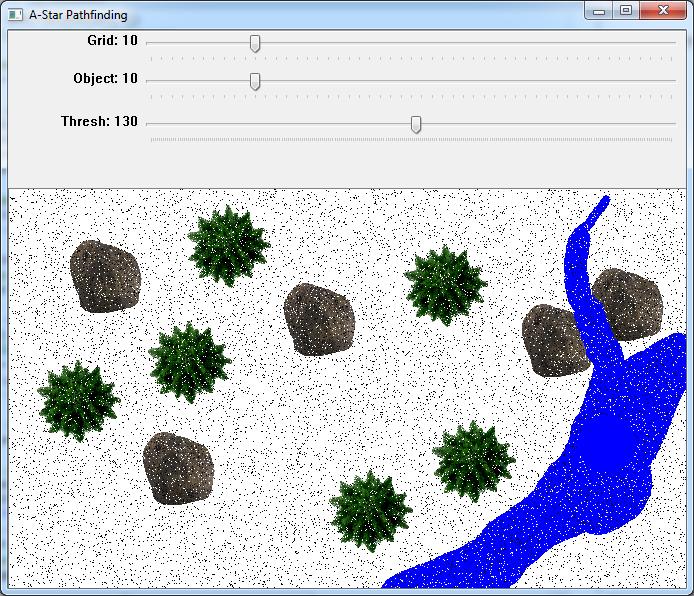 A-Star Pathfinding
Grid: 10
Object: 10
Thresh: 130